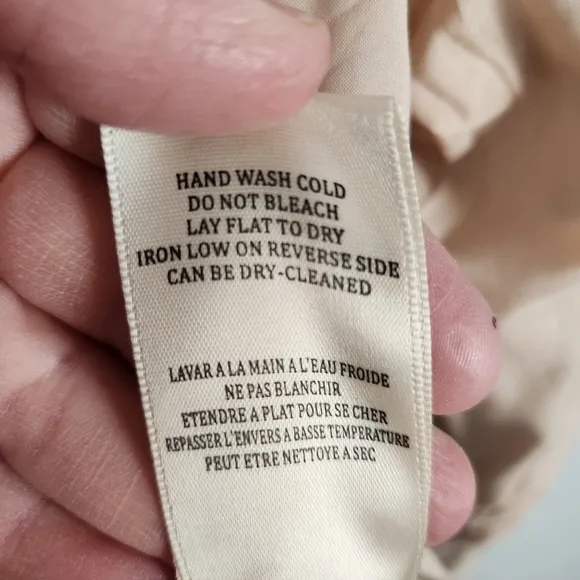 HAND WASH COLD
DO NOT BLEACH
LAY FLAT TO DRY
IRON LOW ON REVERSE SIDE
CAN BE DRY-CLEANED
LAVAR A LA MAIN A L'EAU FROIDE
NE PAS BLANCHIR
ETENDRE A PLAT POUR SE CHER
REPASSER L'ENVERS A BASSE TEMPERATURE
PEUT ETRE NETTOYE A SEC